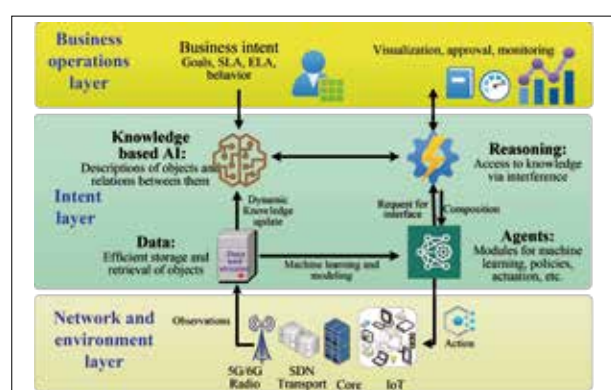 Business
operations
layer
Business intent
Goals, SLA, ELA,
behavior
Visualization, approval, monitoring
Knowledge
based AI:
Descriptions of objects and
relations between them
Reasoning:
Access to knowledge
via interference
Intent
layer
Dynamic
Knowledge
update
Request for
interface
Composition
Data:
Efficient storage and
retrieval of objects
Machine learning and
modeling
Agents:
Modules for machine
learning, policies,
actuation, etc.
Network and
environment
layer
Observations
5G/6G
Radio
SDN
Transport
Core
IoT
Action